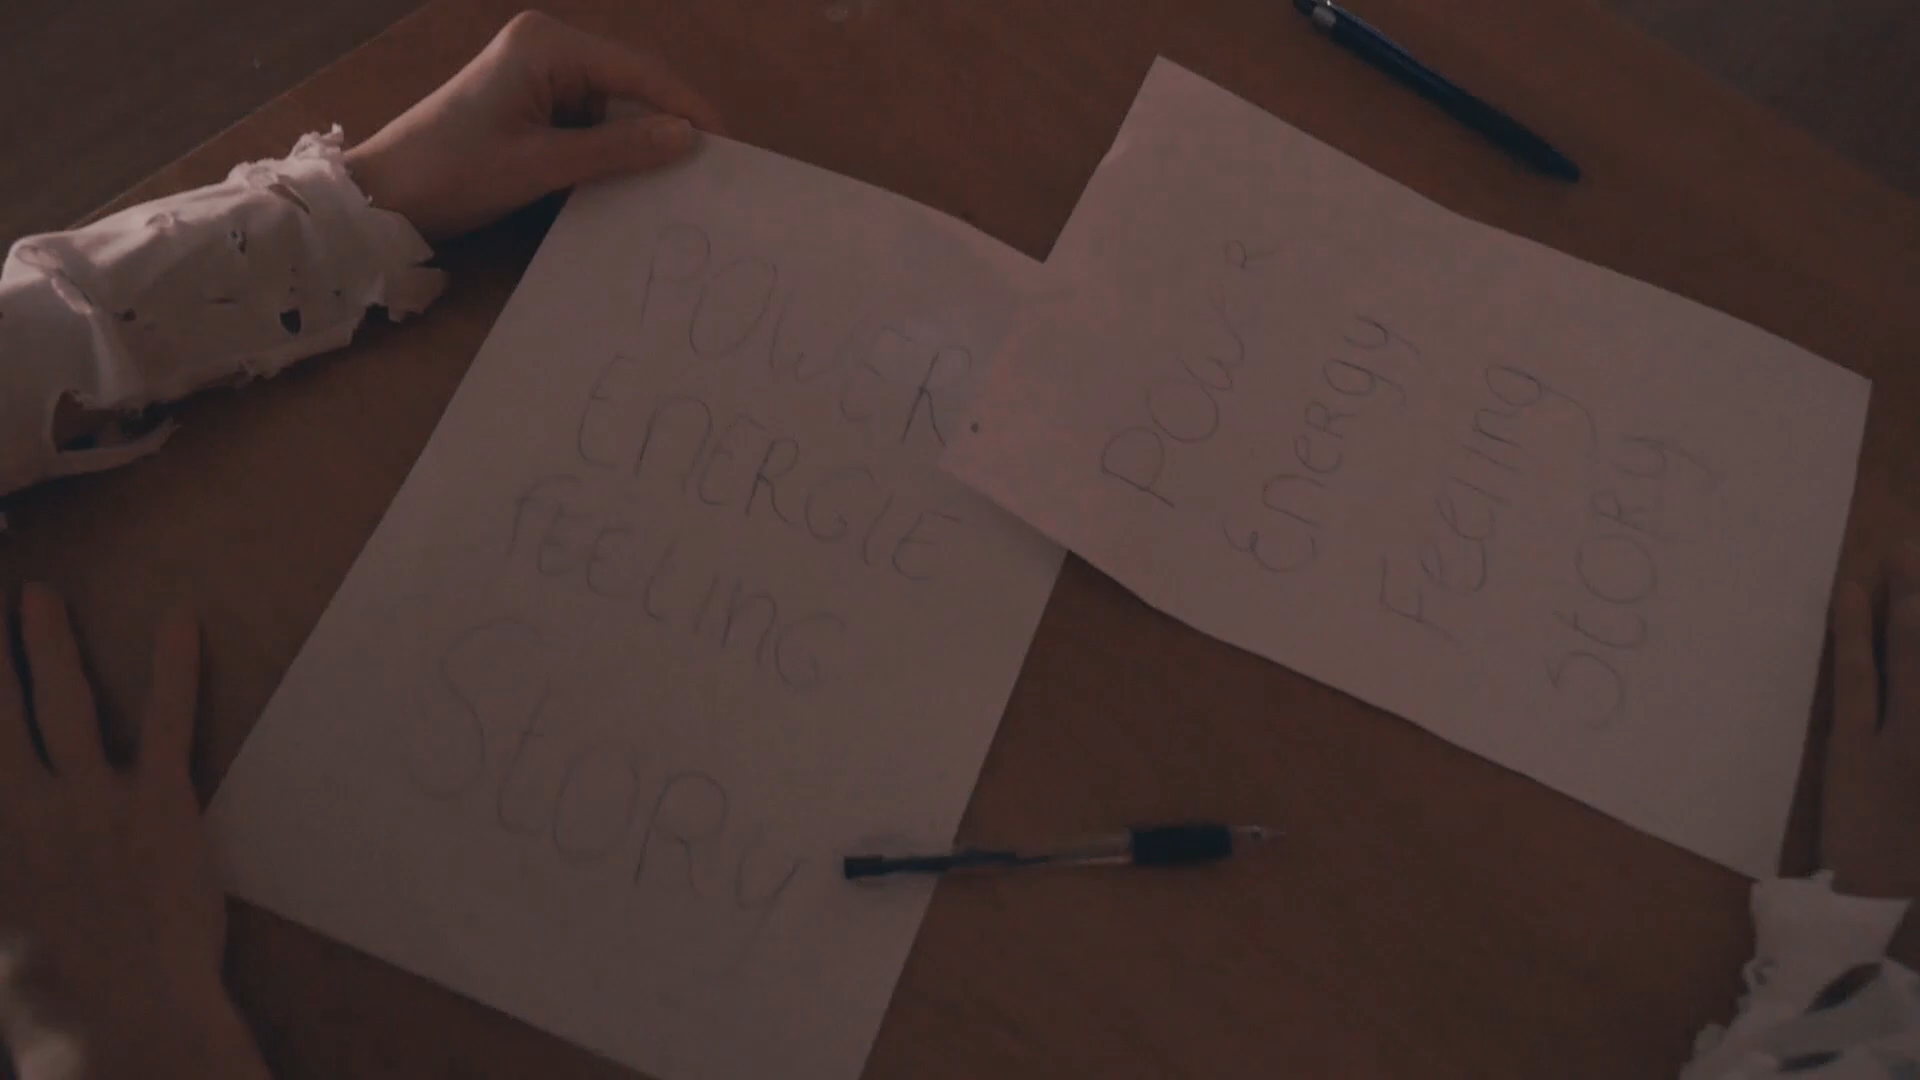 POWER
ENERGIE
FEELING
StORy
POWeR
EneRgy
Feeling
StORy